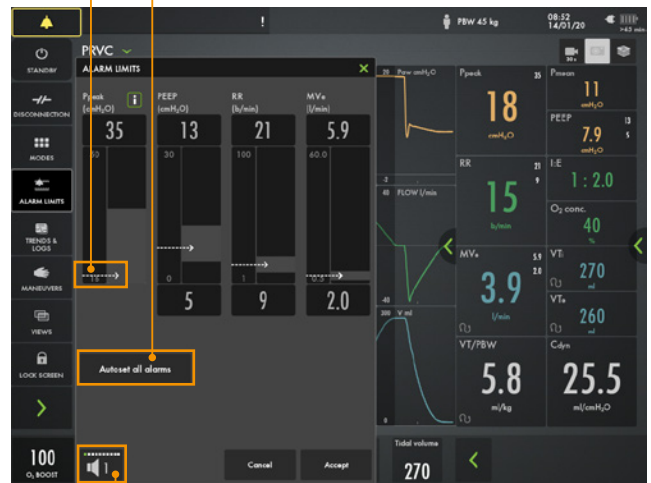 !
PBW 45 kg
08:52
14/01/20
>45 min
STANDBY
DISCONNECTION
MODES
ALARM LIMITS
TRENDS &
LOGS
MANEUVERS
VIEWS
LOCK SCREEN
100
O₂ BOOST
PRVC
30 s
ALARM LIMITS
×
Ppeak
(cmH₂O)
i
PEEP
(cmH₂O)
RR
(b/min)
MVe
(l/min)
35
13
21
5.9
50
30
100
60.0
0
1
5
9
2.0
Autoset all alarms
1
Cancel
Accept
Paw cmH₂O
-2
40 FLOW l/min
-40
V ml
0
Ppeak
35
18
cmH₂O
Pmean
11
cmH₂O
PEEP
13
5
7.9
cmH₂O
RR
21
9
15
b/min
I:E
1 : 2.0
O₂ conc.
40
%
MVe
5.9
2.0
3.9
l/min
VTi
270
ml
VTe
260
ml
VT/PBW
5.8
ml/kg
Cdyn
25.5
ml/cmH₂O
Tidal volume
270